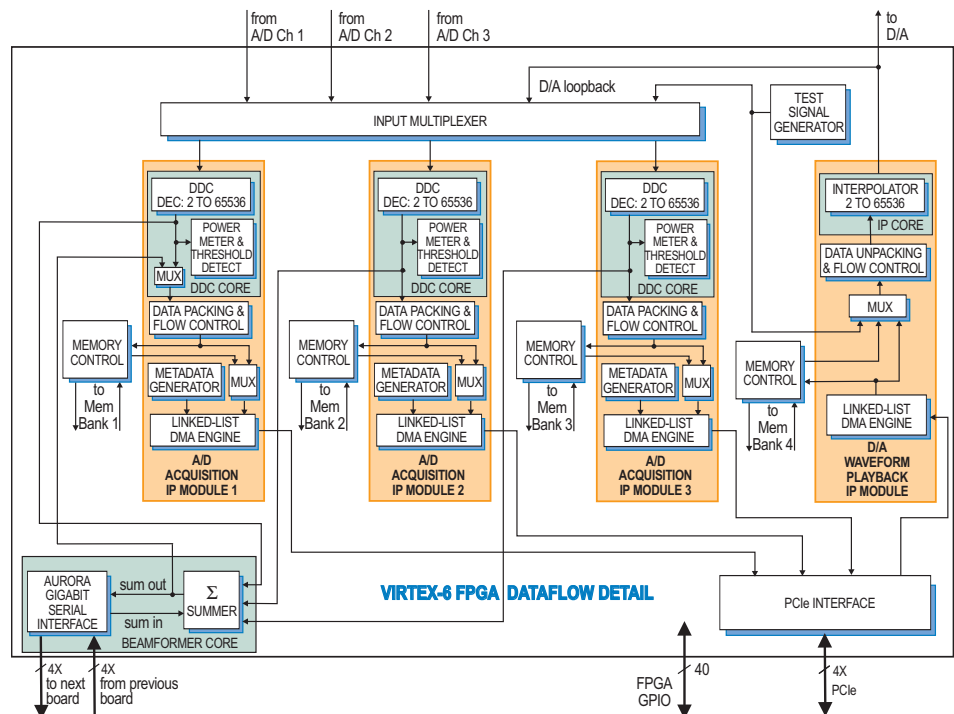 from
A/D Ch 1
from
A/D Ch 2
from
A/D Ch 3
to
D/A
D/A loopback
INPUT MULTIPLEXER
TEST
SIGNAL
GENERATOR
DDC
DEC: 2 TO 65536
POWER
METER &
THRESHOLD
DETECT
MUX
DDC CORE
DATA PACKING &
FLOW CONTROL
MEMORY
CONTROL
METADATA
GENERATOR
MUX
to
Mem
Bank 1
LINKED-LIST
DMA ENGINE
A/D
ACQUISITION
IP MODULE 1
DDC
DEC: 2 TO 65536
POWER
METER &
THRESHOLD
DETECT
DDC CORE
DATA PACKING &
FLOW CONTROL
MEMORY
CONTROL
METADATA
GENERATOR
MUX
to
Mem
Bank 2
LINKED-LIST
DMA ENGINE
A/D
ACQUISITION
IP MODULE 2
DDC
DEC: 2 TO 65536
POWER
METER &
THRESHOLD
DETECT
DDC CORE
DATA PACKING &
FLOW CONTROL
MEMORY
CONTROL
METADATA
GENERATOR
MUX
to
Mem
Bank 3
LINKED-LIST
DMA ENGINE
A/D
ACQUISITION
IP MODULE 3
INTERPOLATOR
2 TO 65536
IP CORE
DATA UNPACKING
& FLOW CONTROL
MUX
MEMORY
CONTROL
to
Mem
Bank 4
LINKED-LIST
DMA ENGINE
D/A
WAVEFORM
PLAYBACK
IP MODULE
AURORA
GIGABIT
SERIAL
INTERFACE
sum out
sum in
Σ
SUMMER
BEAMFORMER CORE
VIRTEX-6 FPGA DATAFLOW DETAIL
PCIe INTERFACE
4X
to next
board
4X
from previous
board
FPGA
GPIO
40
4X
PCIe